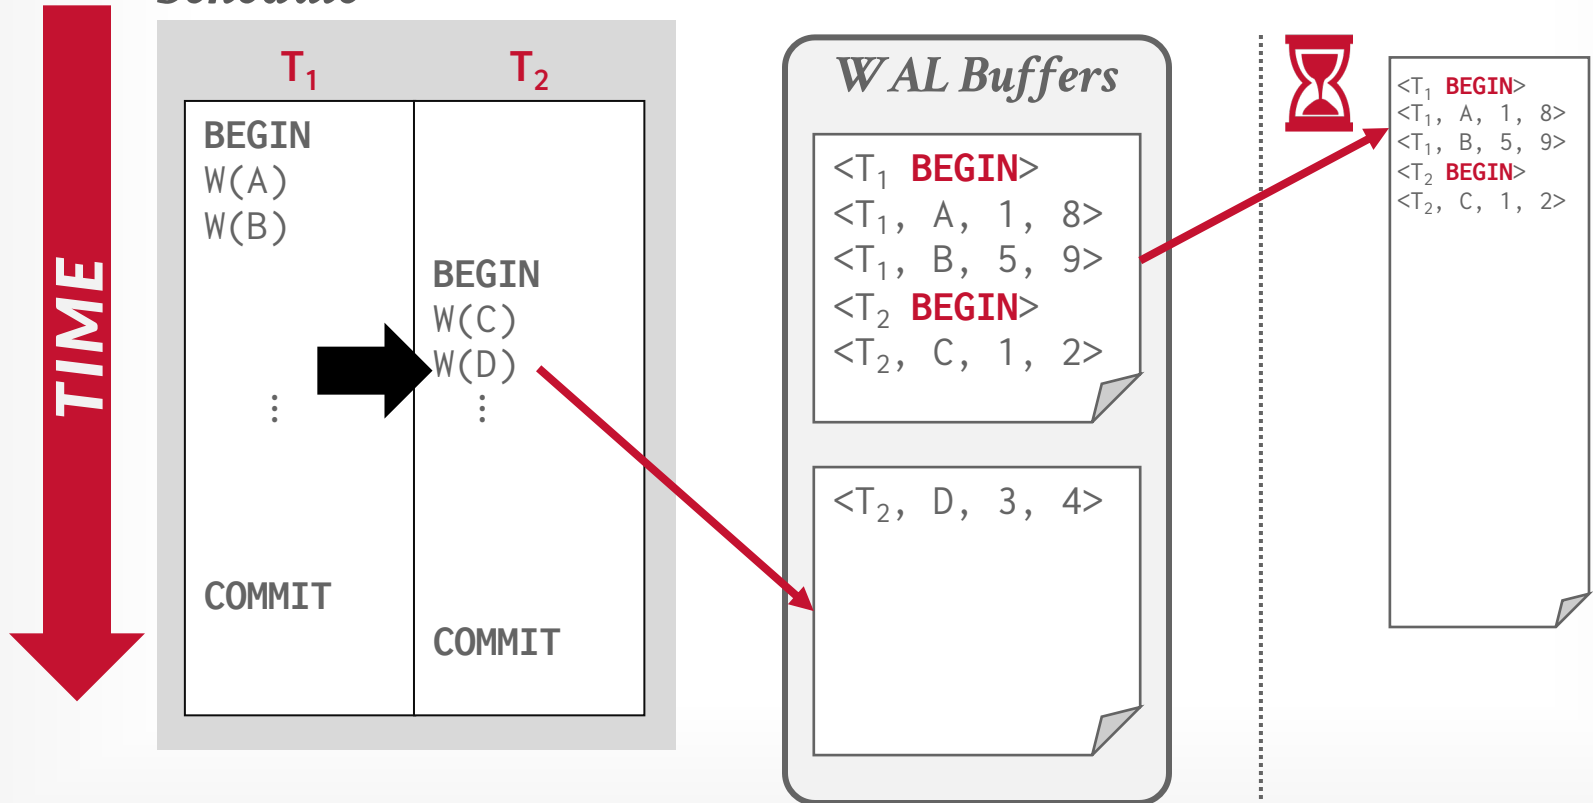 TIME
T₁ T₂
BEGIN
W(A)
W(B)
BEGIN
W(C)
W(D)
⋮ ⋮
COMMIT
COMMIT
WAL Buffers
<T₁ BEGIN>
<T₁, A, 1, 8>
<T₁, B, 5, 9>
<T₂ BEGIN>
<T₂, C, 1, 2>
<T₂, D, 3, 4>
<T₁ BEGIN>
<T₁, A, 1, 8>
<T₁, B, 5, 9>
<T₂ BEGIN>
<T₂, C, 1, 2>